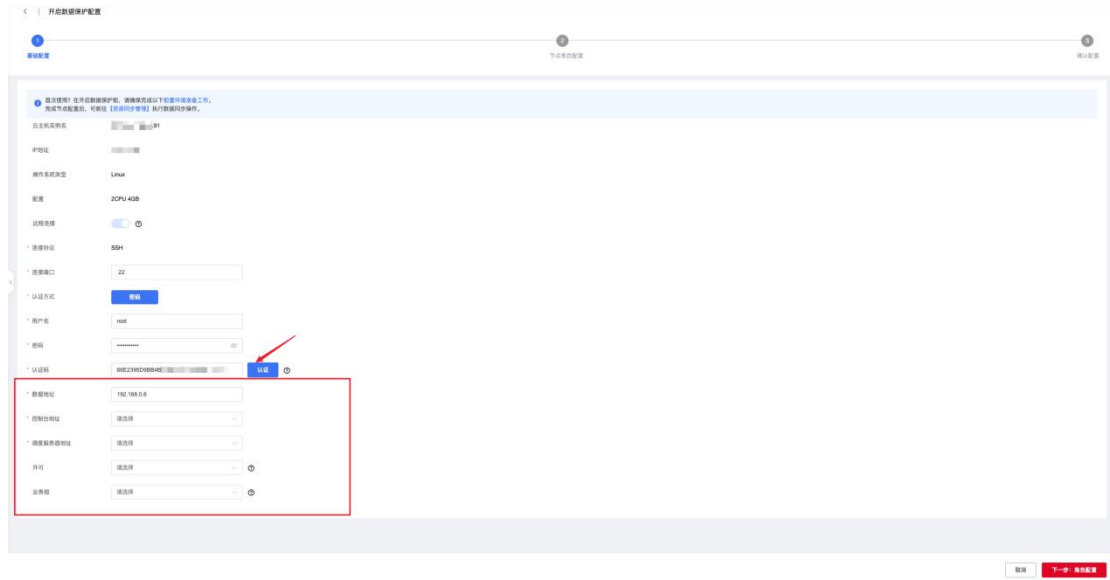 开启数据保护配置
1 2 3
基础配置 节点角色配置 确认配置
首次使用？在开启数据保护前，请确保完成以下前置环境准备工作。
完成节点配置后，可前往【资源同步管理】执行数据同步操作。
云主机实例名 91
IP地址
操作系统类型 Linux
配置 2CPU 4GB
远程连接
* 连接协议 SSH
* 连接端口 22
* 认证方式 密码
* 用户名 root
* 密码 ***********
* 认证码 66E2395D9BB4B 认证
* 数据地址 192.168.0.6
* 控制台地址 请选择
* 调度服务器地址 请选择
许可 请选择
业务组 请选择
取消 下一步：角色配置